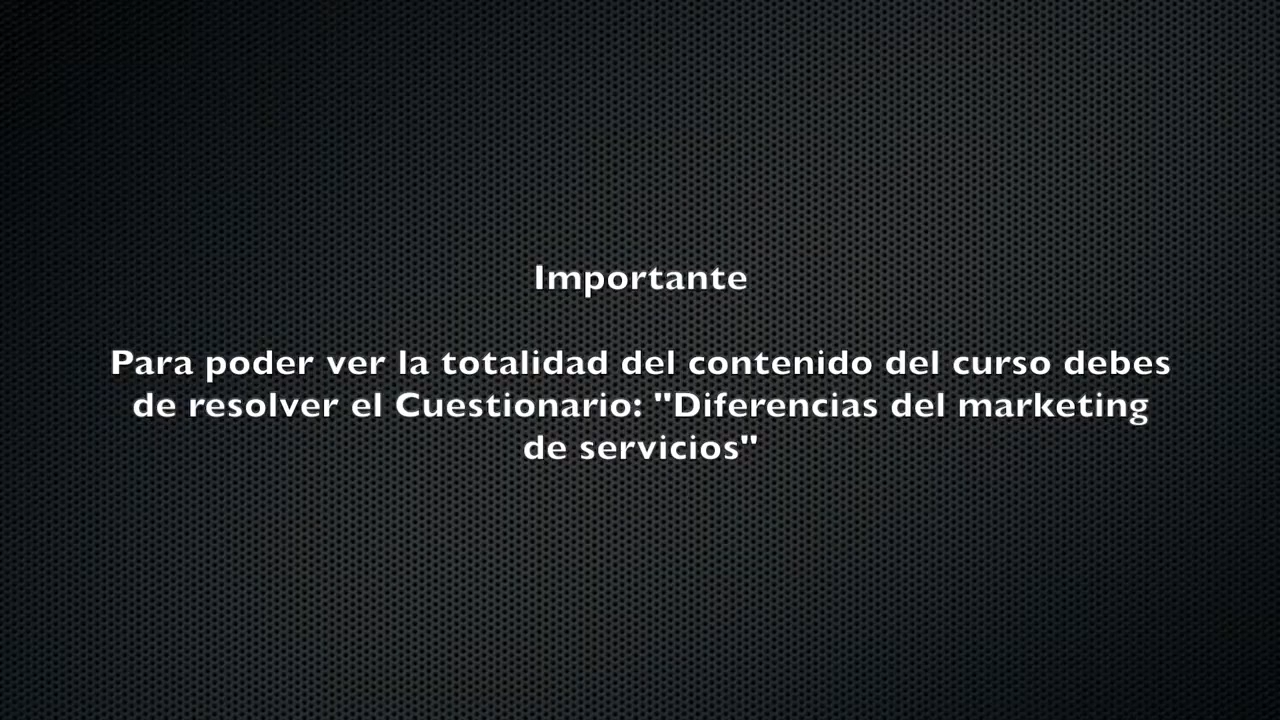 Importante
Para poder ver la totalidad del contenido del curso debes
de resolver el Cuestionario: "Diferencias del marketing
de servicios"